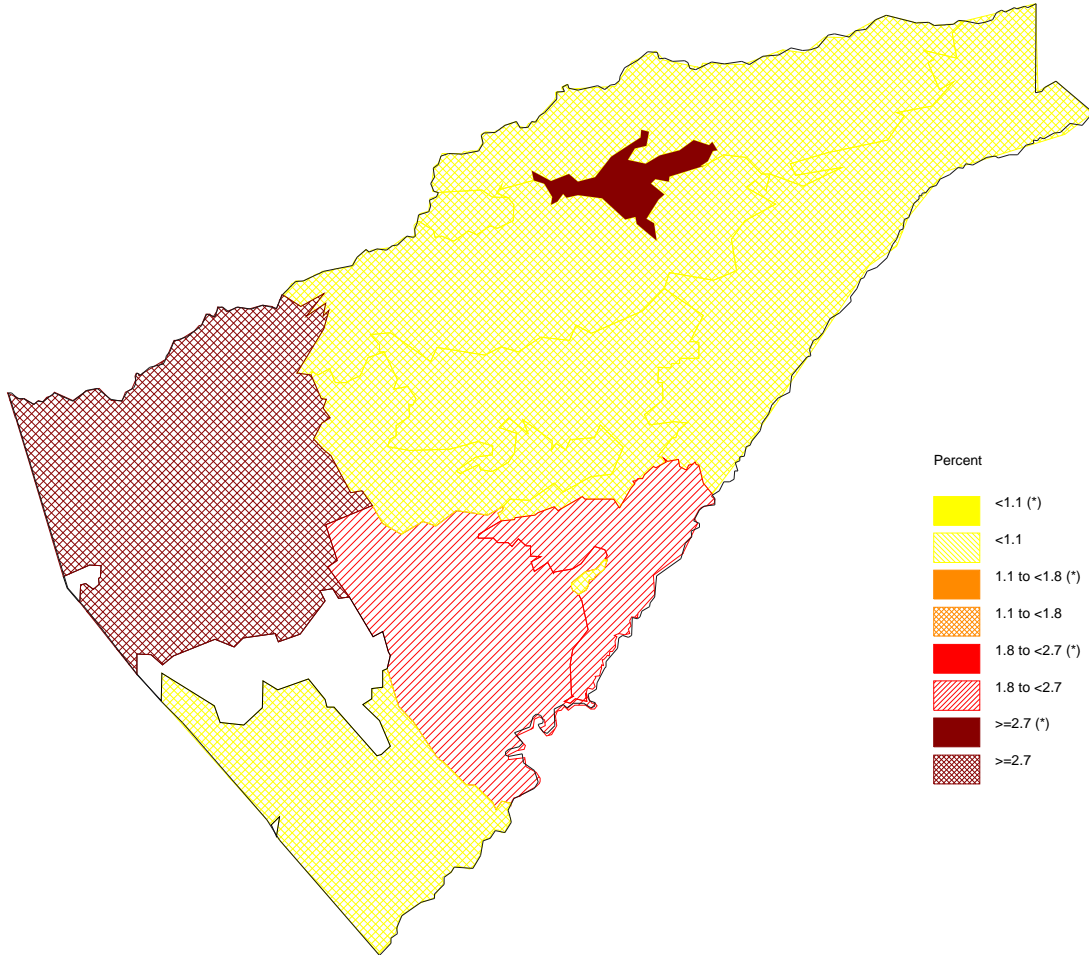 Percent
<1.1 (*)
<1.1
1.1 to <1.8 (*)
1.1 to <1.8
1.8 to <2.7 (*)
1.8 to <2.7
>=2.7 (*)
>=2.7